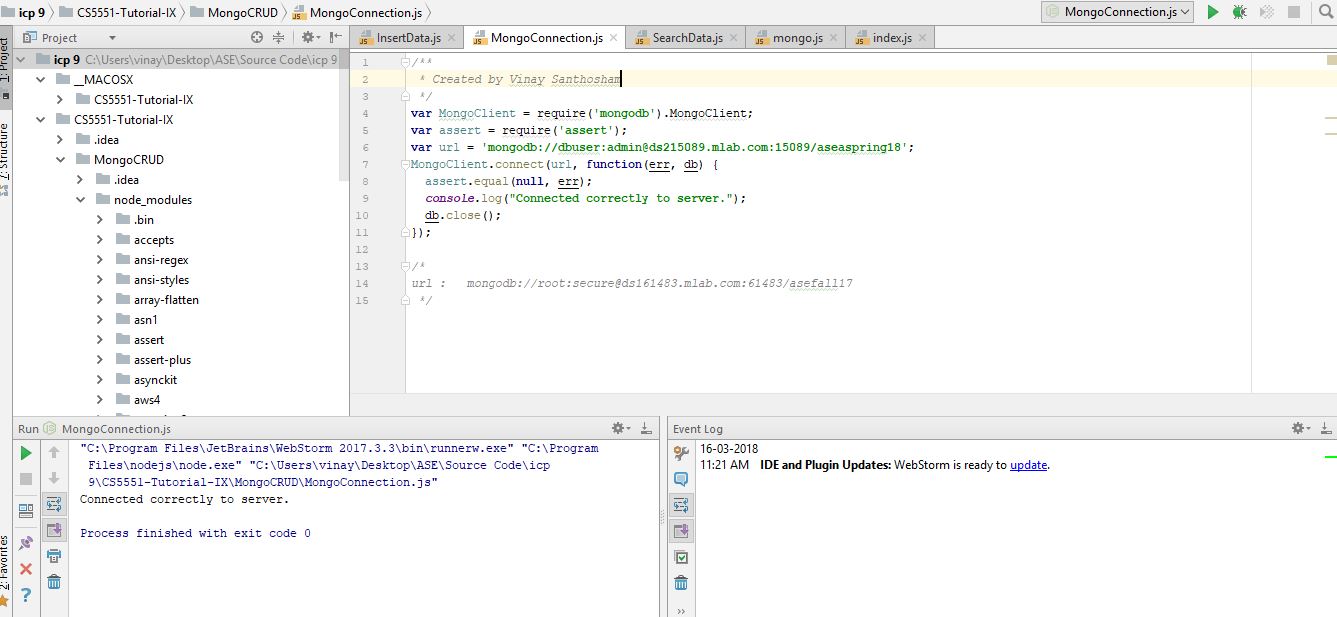 icp 9 CS5551-Tutorial-IX MongoCRUD MongoConnection.js
MongoConnection.js
Project
InsertData.js MongoConnection.js SearchData.js mongo.js index.js
1: Project
Z: Structure
2: Favorites
icp 9 C:\Users\vinay\Desktop\ASE\Source Code\icp 9
__MACOSX
CS5551-Tutorial-IX
CS5551-Tutorial-IX
.idea
MongoCRUD
.idea
node_modules
.bin
accepts
ansi-regex
ansi-styles
array-flatten
asn1
assert
assert-plus
asynckit
aws4
1 /**
2 * Created by Vinay Santhosham
3 */
4 var MongoClient = require('mongodb').MongoClient;
5 var assert = require('assert');
6 var url = 'mongodb://dbuser:admin@ds215089.mlab.com:15089/aseaspring18';
7 MongoClient.connect(url, function(err, db) {
8 assert.equal(null, err);
9 console.log("Connected correctly to server.");
10 db.close();
11 });
12
13 /*
14 url : mongodb://root:secure@ds161483.mlab.com:61483/asefall17
15 */
Run MongoConnection.js
"C:\Program Files\JetBrains\WebStorm 2017.3.3\bin\runnerw.exe" "C:\Program
Files\nodejs\node.exe" "C:\Users\vinay\Desktop\ASE\Source Code\icp
9\CS5551-Tutorial-IX\MongoCRUD\MongoConnection.js"
Connected correctly to server.
Process finished with exit code 0
Event Log
16-03-2018
11:21 AM IDE and Plugin Updates: WebStorm is ready to update.